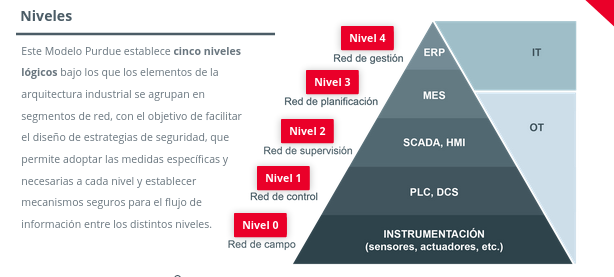 Niveles
Este Modelo Purdue establece cinco niveles
lógicos bajo los que los elementos de la
arquitectura industrial se agrupan en
segmentos de red, con el objetivo de facilitar
el diseño de estrategias de seguridad, que
permite adoptar las medidas específicas y
necesarias a cada nivel y establecer
mecanismos seguros para el flujo de
información entre los distintos niveles.
Nivel 4
Red de gestión
ERP
IT
Nivel 3
Red de planificación
MES
OT
Nivel 2
Red de supervisión
SCADA, HMI
Nivel 1
Red de control
PLC, DCS
Nivel 0
Red de campo
INSTRUMENTACIÓN
(sensores, actuadores, etc.)